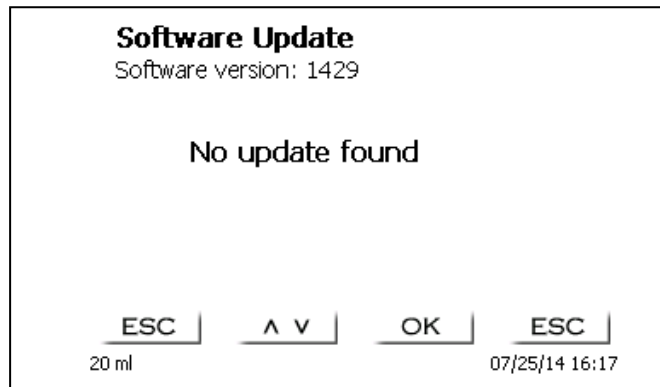 Software Update
Software version: 1429
No update found
ESC ∧ ∨ OK ESC
20 ml 07/25/14 16:17